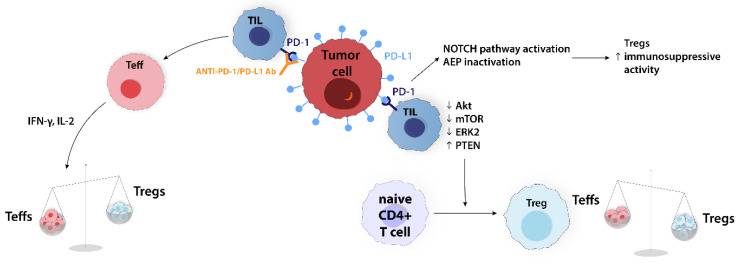 TIL
PD-1
ANTI-PD-1/PD-L1 Ab
Teff
IFN-γ, IL-2
Teffs
Tregs
Tumor
cell
PD-L1
PD-1
TIL
NOTCH pathway activation
AEP inactivation
Tregs
↑ immunosuppressive
activity
↓ Akt
↓ mTOR
↓ ERK2
↑ PTEN
naive
CD4+
T cell
Treg
Teffs
Tregs